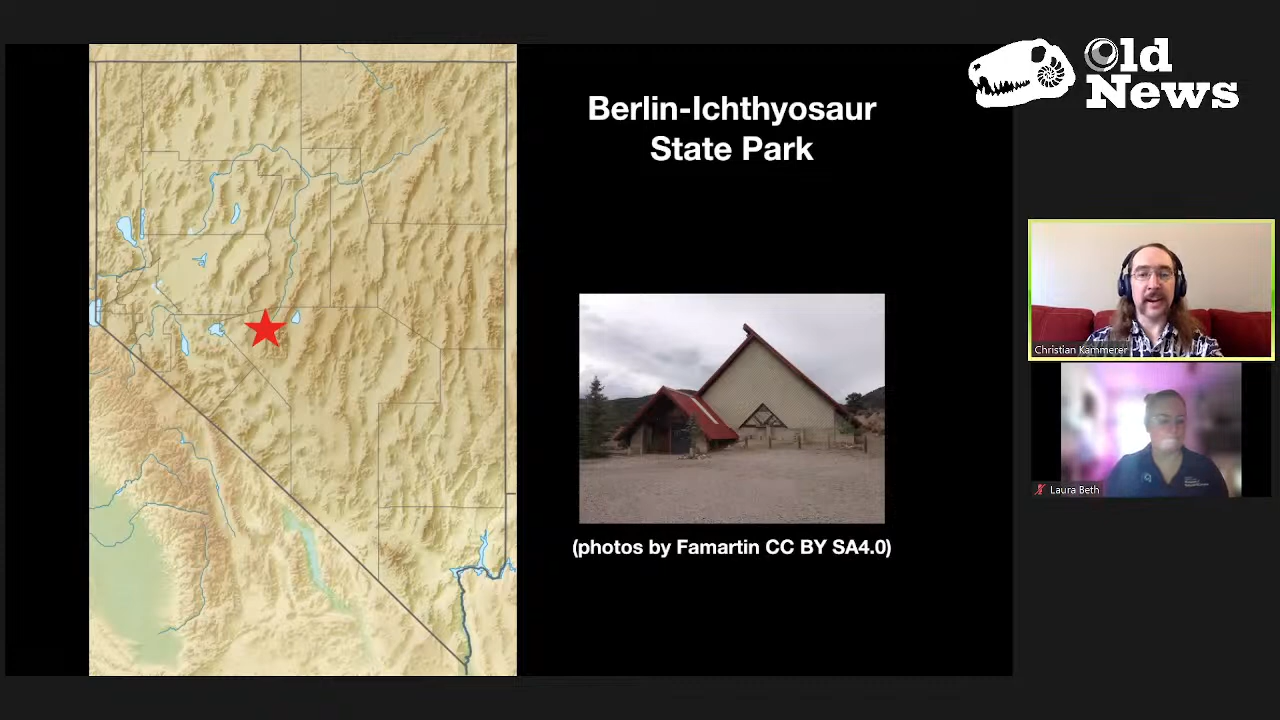 Old
News
Berlin-Ichthyosaur
State Park
(photos by Famartin CC BY SA4.0)
Christian Kammerer
Laura Beth